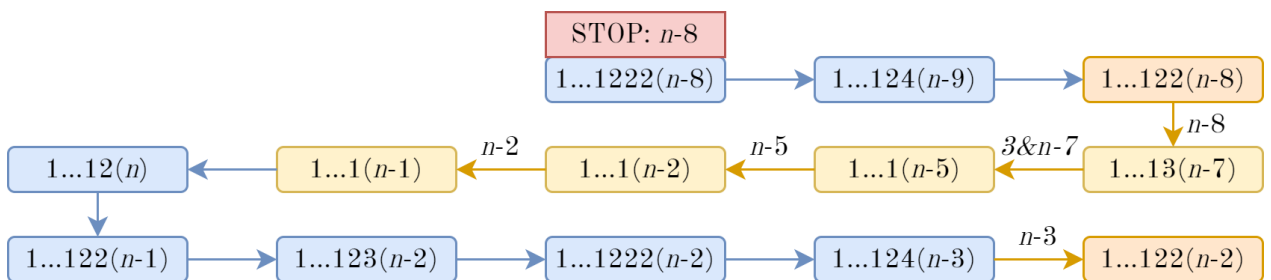 STOP: n-8
1...1222(n-8)
1...124(n-9)
1...122(n-8)
n-8
1...12(n)
n-2
1...1(n-1)
n-5
1...1(n-2)
3&n-7
1...1(n-5)
1...13(n-7)
1...122(n-1)
1...123(n-2)
1...1222(n-2)
1...124(n-3)
n-3
1...122(n-2)